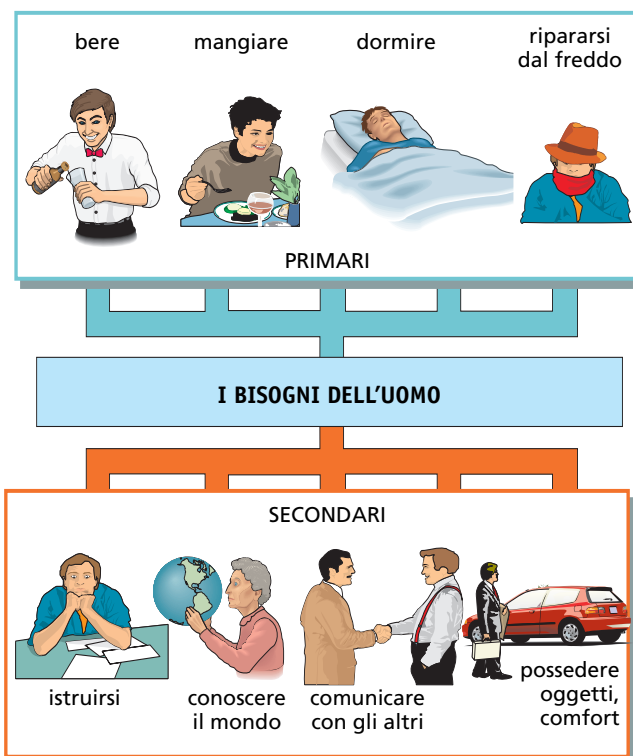 bere
mangiare
dormire
ripararsi
dal freddo
PRIMARI
I BISOGNI DELL'UOMO
SECONDARI
istruirsi
conoscere
il mondo
comunicare
con gli altri
possedere
oggetti,
comfort